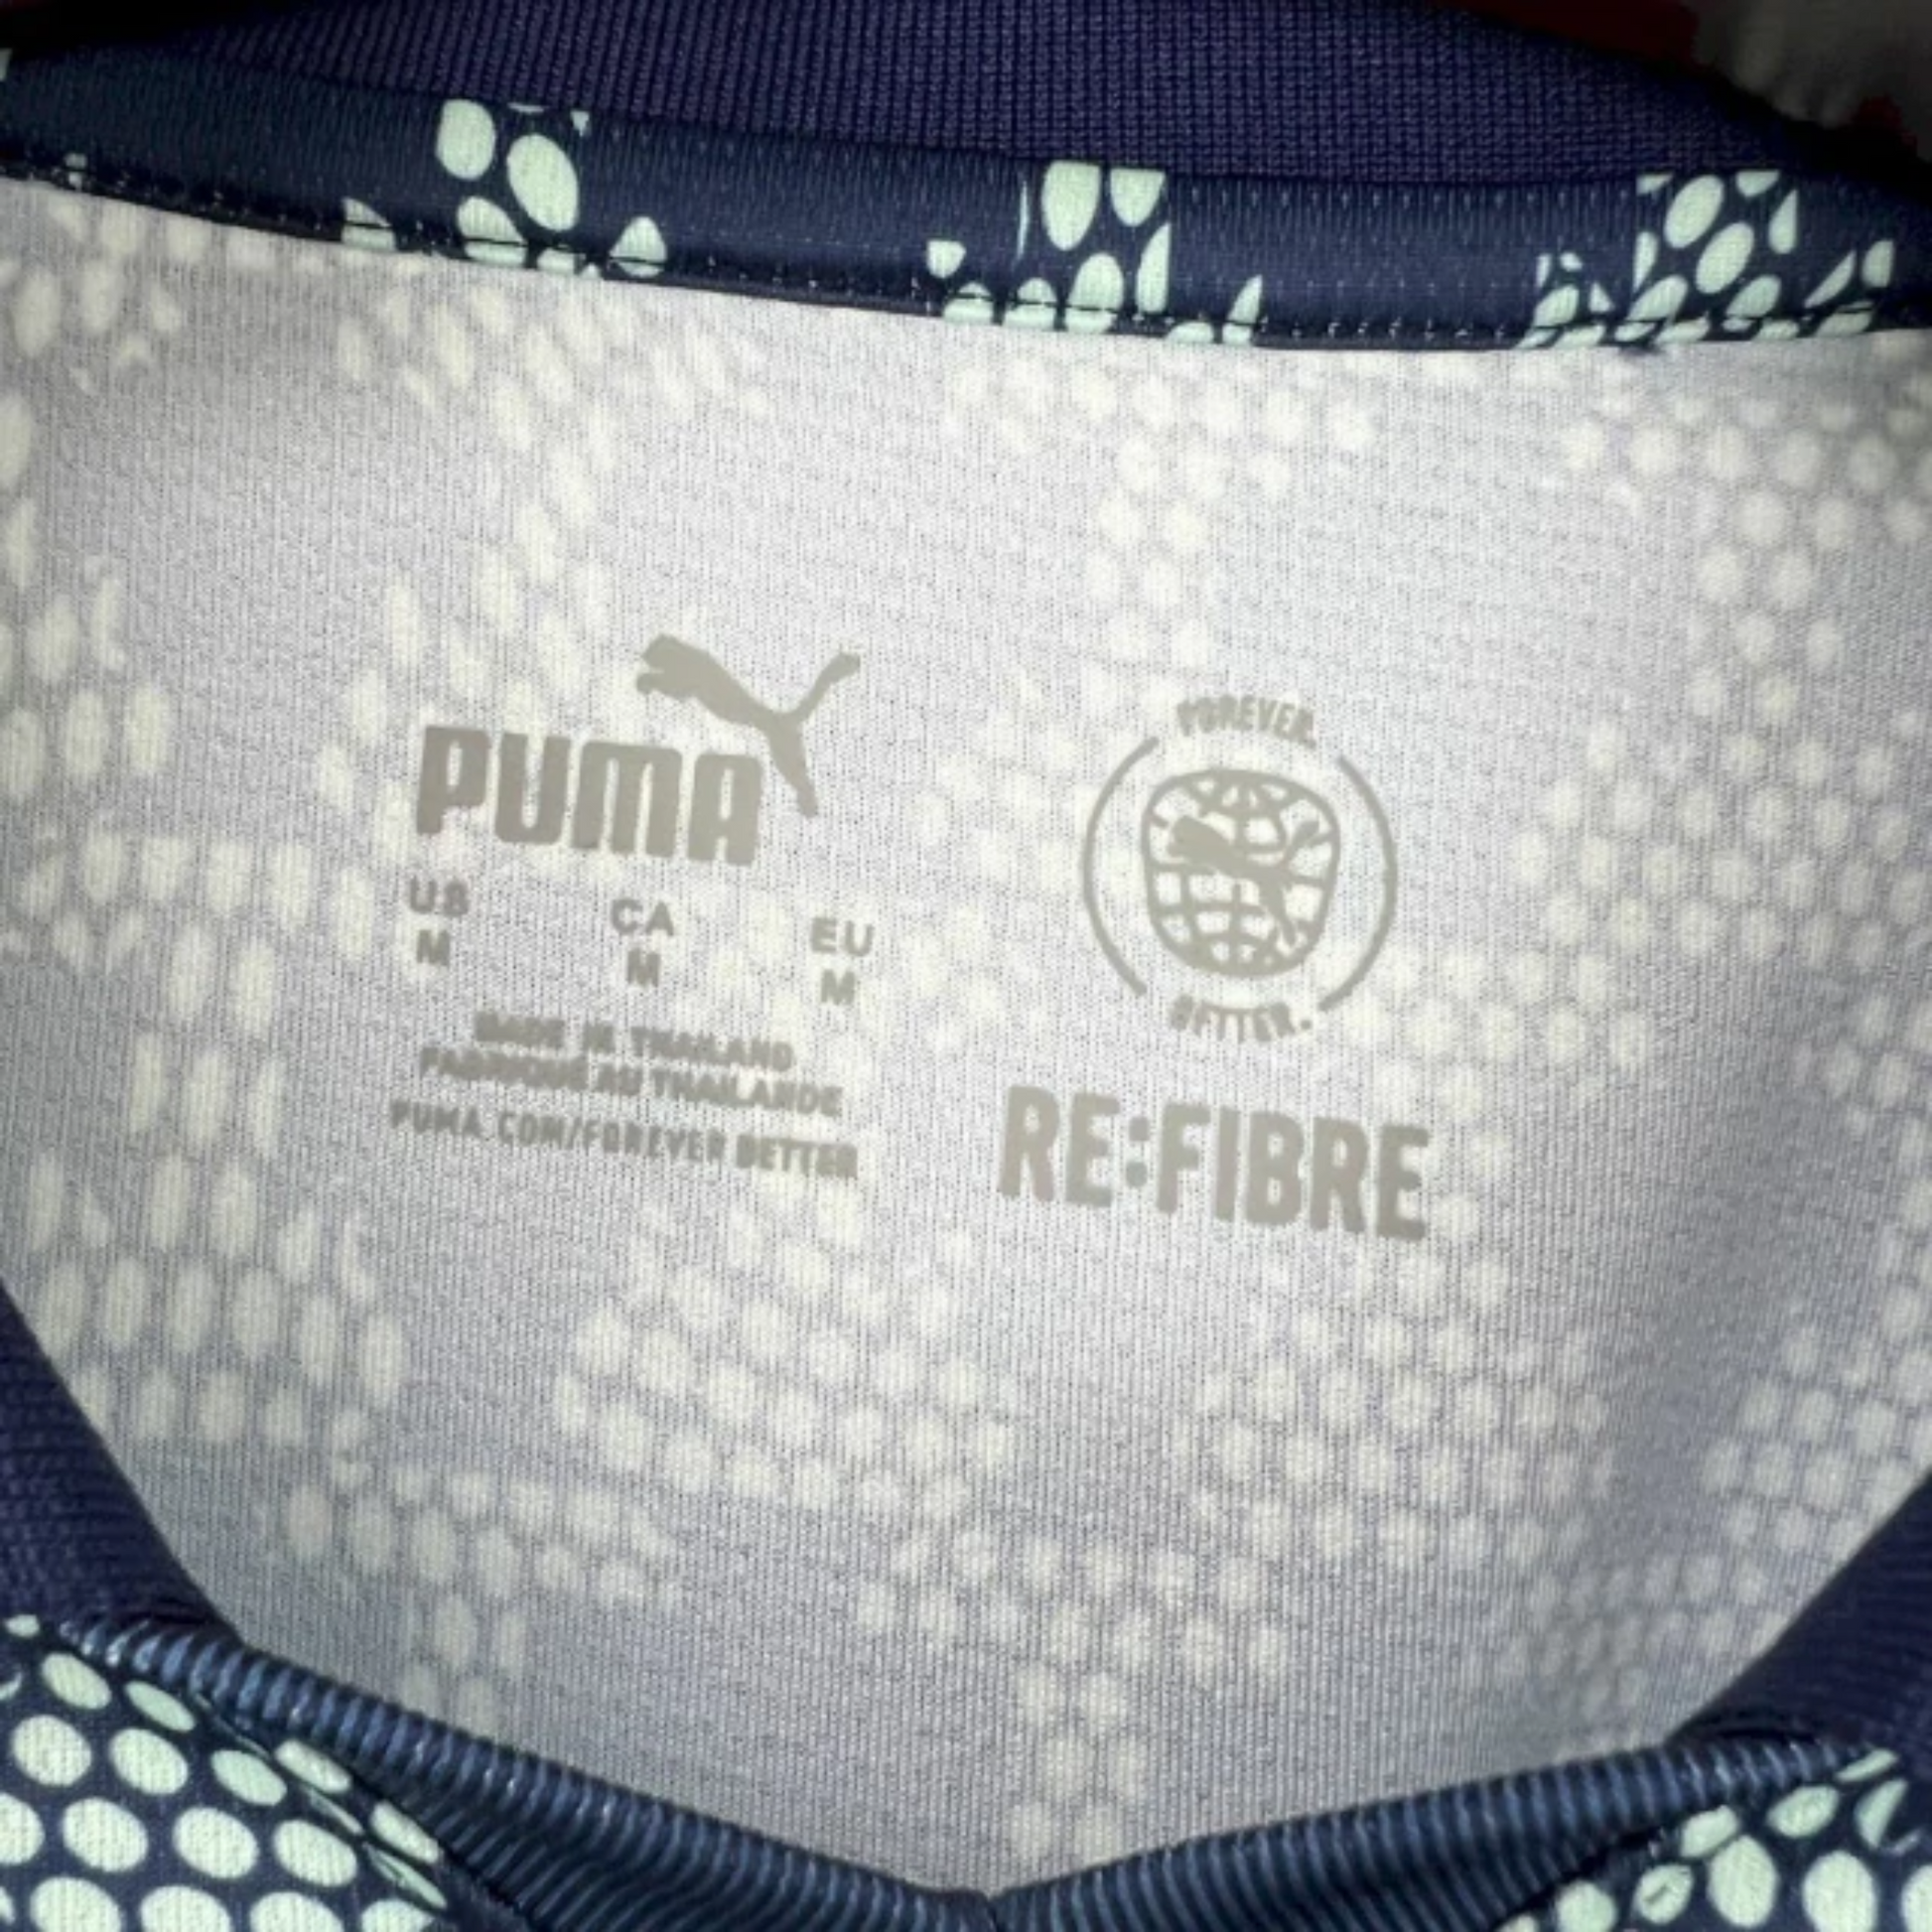 PUMA
US CA EU
M M M
MADE IN THAILAND
FABRIQUÉ AU THAILANDE
PUMA.COM/FOREVER BETTER
FOREVER.
BETTER.
RE:FIBRE